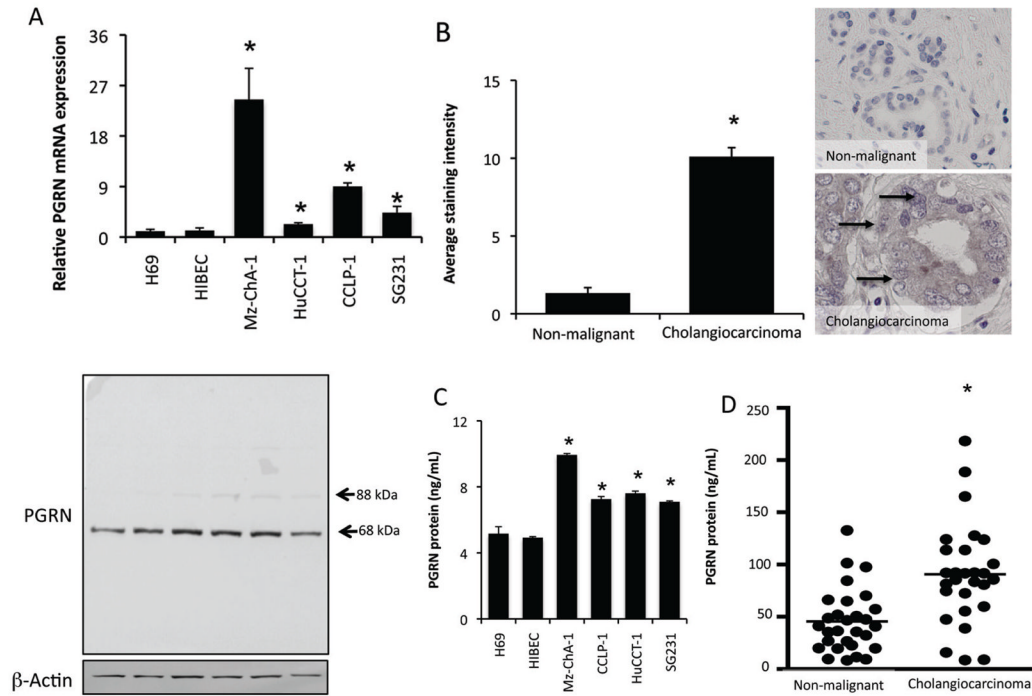 A
Relative PGRN mRNA expression
36
27
18
9
0
*
*
*
*
H69
HIBEC
Mz-ChA-1
HuCCT-1
CCLP-1
SG231
B
Average staining intensity
15
10
5
0
*
Non-malignant
Cholangiocarcinoma
Non-malignant
Cholangiocarcinoma
PGRN
88 kDa
68 kDa
β-Actin
C
PGRN protein (ng/mL)
12
8
4
0
*
*
*
*
H69
HIBEC
Mz-ChA-1
CCLP-1
HuCCT-1
SG231
D
PGRN protein (ng/mL)
250
200
150
100
50
0
*
Non-malignant
Cholangiocarcinoma